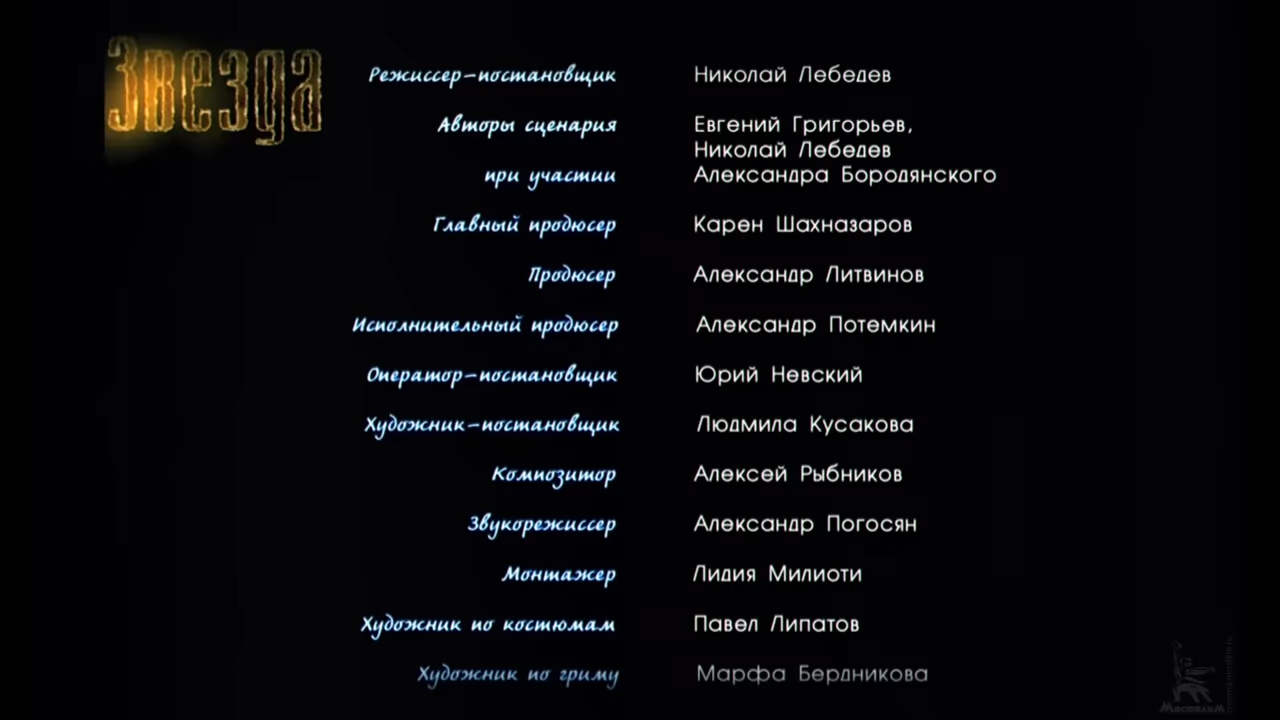 Звезда
Режиссер-постановщик Николай Лебедев
Авторы сценария Евгений Григорьев,
Николай Лебедев
при участии Александра Бородянского
Главный продюсер Карен Шахназаров
Продюсер Александр Литвинов
Исполнительный продюсер Александр Потемкин
Оператор-постановщик Юрий Невский
Художник-постановщик Людмила Кусакова
Композитор Алексей Рыбников
Звукорежиссер Александр Погосян
Монтажер Лидия Милиоти
Художник по костюмам Павел Липатов
Художник по гриму Марфа Бердникова
Мосфильм